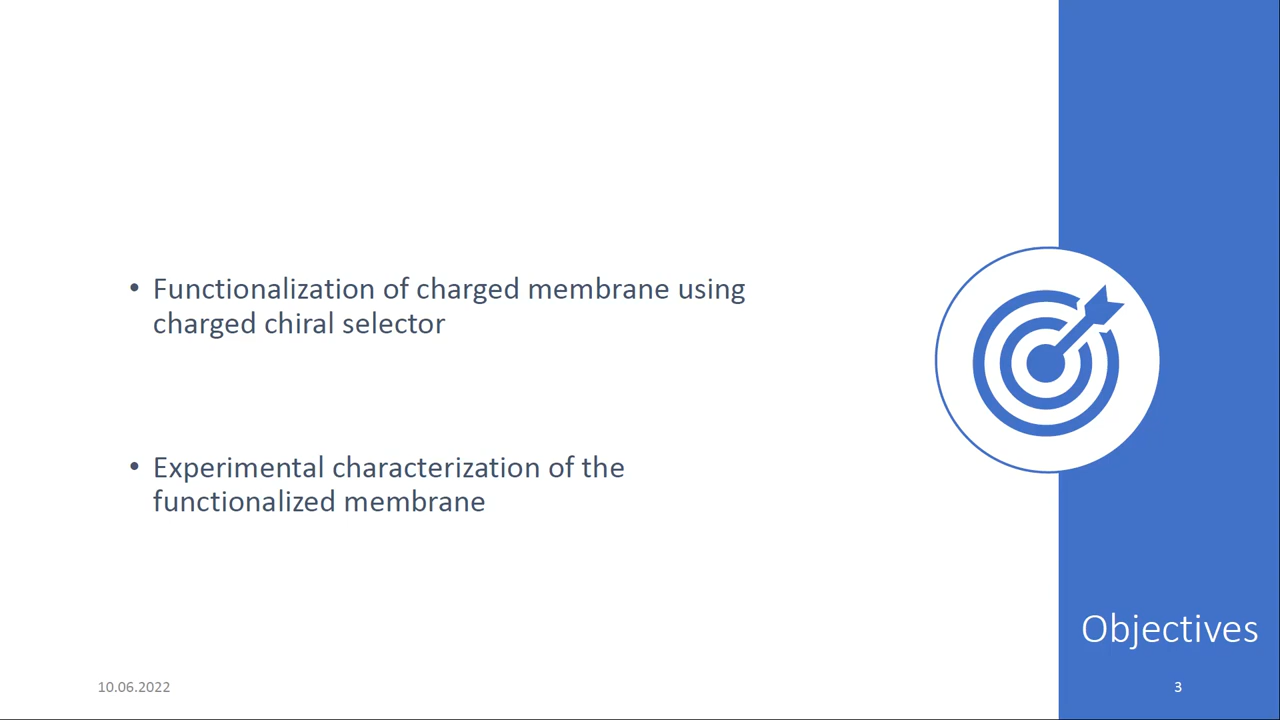 • Functionalization of charged membrane using
charged chiral selector
• Experimental characterization of the
functionalized membrane
Objectives
10.06.2022
3